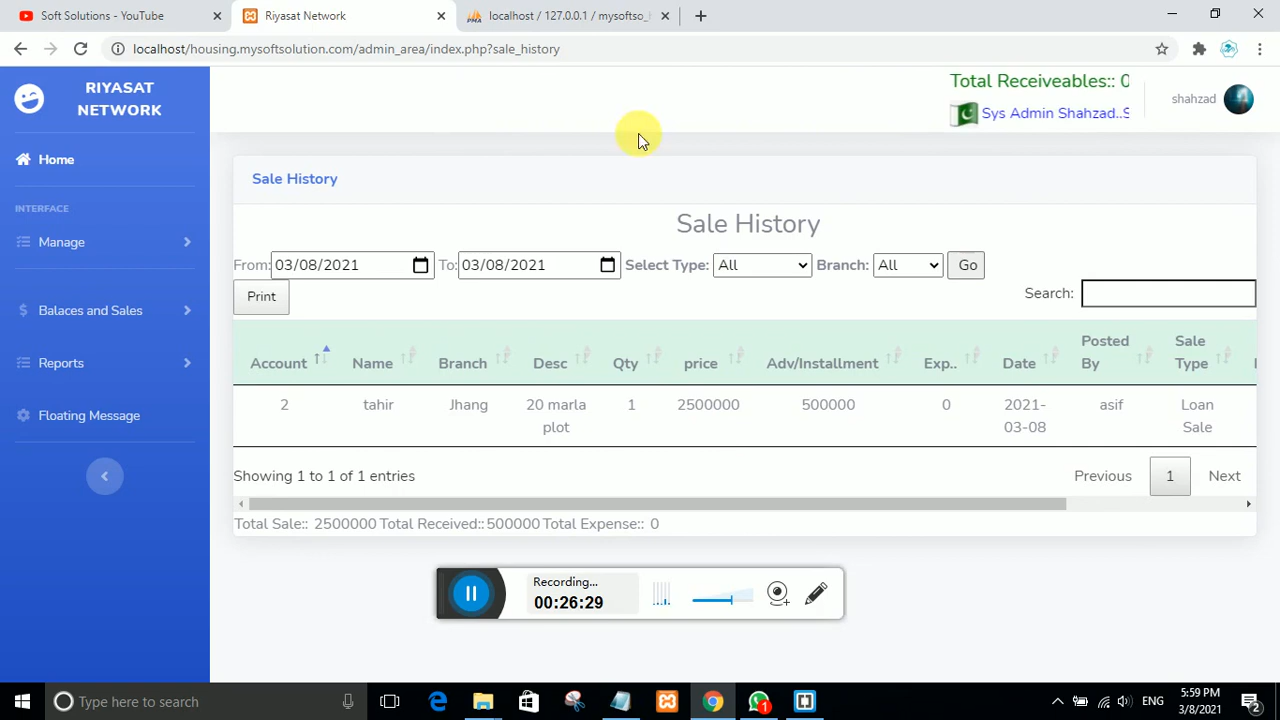 Soft Solutions - YouTube
Riyasat Network
localhost / 127.0.0.1 / mysoftso_
localhost/housing.mysoftsolution.com/admin_area/index.php?sale_history
RIYASAT
NETWORK
Total Receiveables:: 0
Sys Admin Shahzad..S
shahzad
Home
INTERFACE
Manage
Balaces and Sales
Reports
Floating Message
Sale History
Sale History
From: 03/08/2021 To: 03/08/2021 Select Type: All Branch: All Go
Print
Search:
Account Name Branch Desc Qty price Adv/Installment Exp.. Date Posted By Sale Type
2 tahir Jhang 20 marla plot 1 2500000 500000 0 2021-03-08 asif Loan Sale
Showing 1 to 1 of 1 entries
Previous 1 Next
Total Sale:: 2500000 Total Received:: 500000 Total Expense:: 0
Recording...
00:26:29
Type here to search
1
ENG
5:59 PM
3/8/2021
2